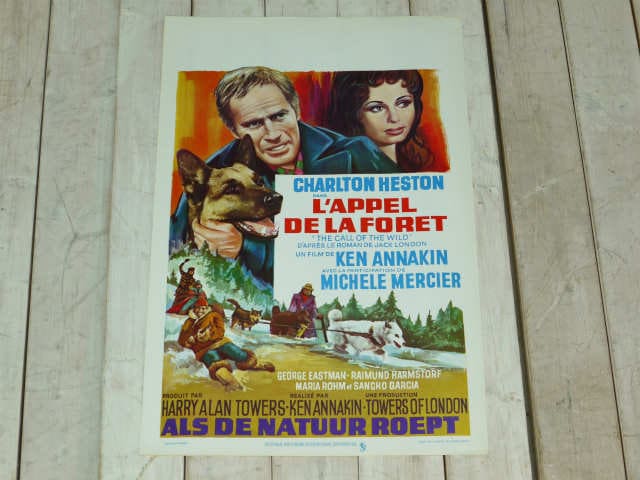 CHARLTON HESTON
DANS
L'APPEL
DE LA FORET
"THE CALL OF THE WILD"
D'APRÈS LE ROMAN DE JACK LONDON
UN FILM DE KEN ANNAKIN
AVEC LA PARTICIPATION DE
MICHELE MERCIER
GEORGE EASTMAN - RAIMUND HARMSTORF
MARIA ROHM ET SANCHO GARCIA
PRODUIT PAR RÉALISÉ PAR UNE PRODUCTION
HARRY ALAN TOWERS - KEN ANNAKIN - TOWERS OF LONDON
ALS DE NATUUR ROEPT